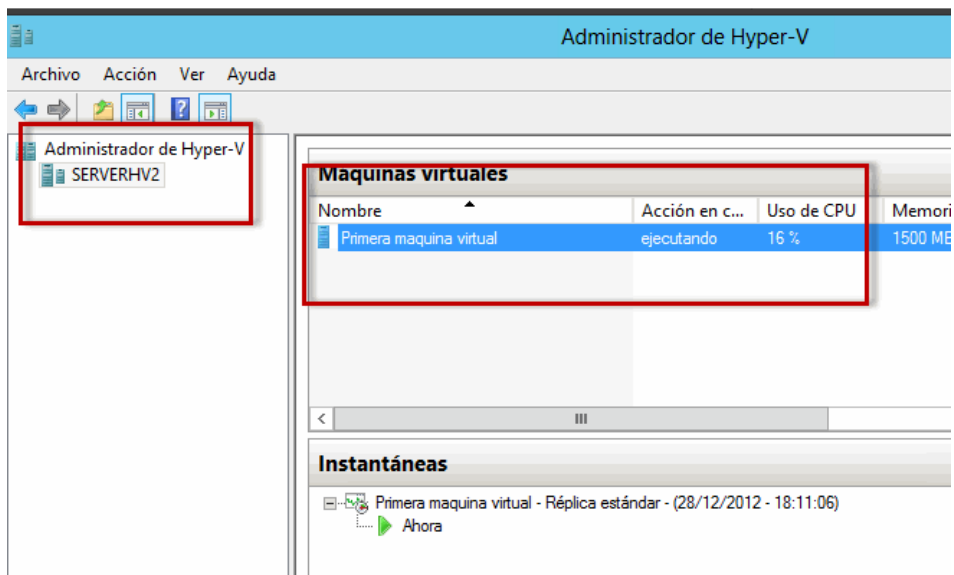 Administrador de Hyper-V
Archivo Acción Ver Ayuda
Administrador de Hyper-V
SERVERHV2
Maquinas virtuales
Nombre Acción en c... Uso de CPU Memori
Primera maquina virtual ejecutando 16 % 1500 MB
Instantáneas
Primera maquina virtual - Réplica estándar - (28/12/2012 - 18:11:06)
Ahora